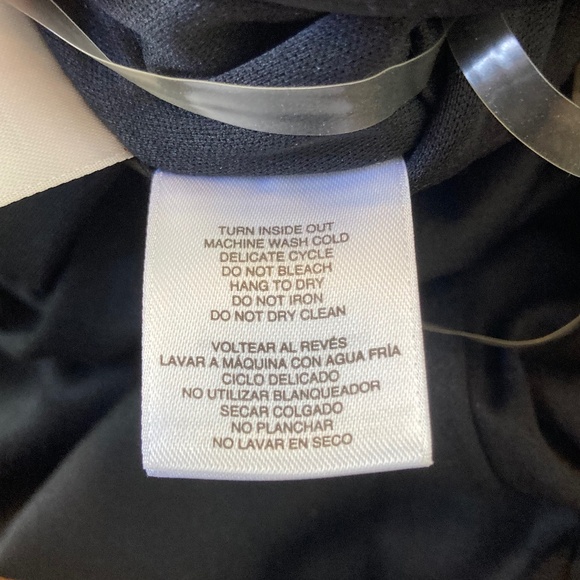 TURN INSIDE OUT
MACHINE WASH COLD
DELICATE CYCLE
DO NOT BLEACH
HANG TO DRY
DO NOT IRON
DO NOT DRY CLEAN
VOLTEAR AL REVÉS
LAVAR A MÁQUINA CON AGUA FRÍA
CICLO DELICADO
NO UTILIZAR BLANQUEADOR
SECAR COLGADO
NO PLANCHAR
NO LAVAR EN SECO